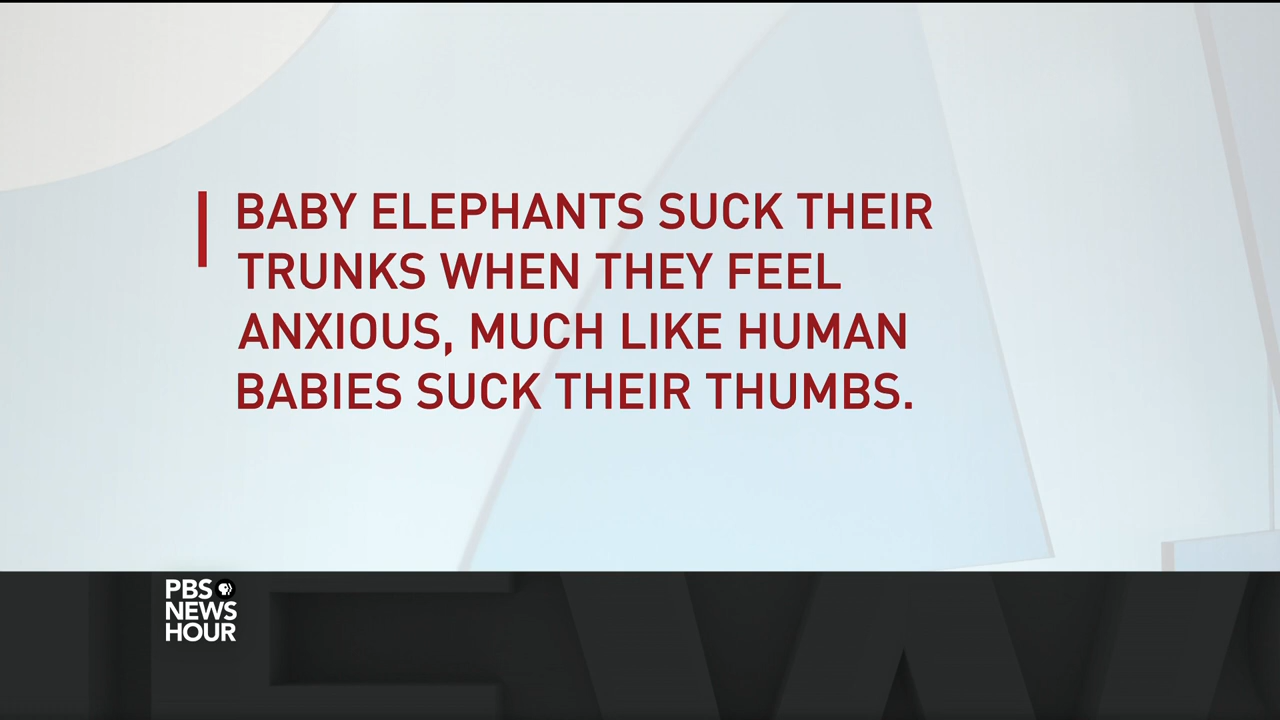 BABY ELEPHANTS SUCK THEIR
TRUNKS WHEN THEY FEEL
ANXIOUS, MUCH LIKE HUMAN
BABIES SUCK THEIR THUMBS.
PBS
NEWS
HOUR